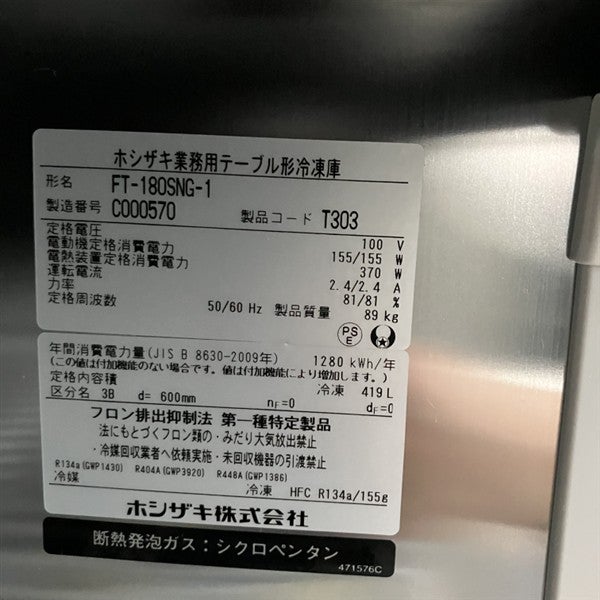 ホシザキ業務用テーブル形冷凍庫
形名 FT-180SNG-1
製造番号 C000570 製品コード T303
定格電圧 100 V
電動機定格消費電力 155/155 W
電熱装置定格消費電力 370 W
運転電流 2.4/2.4 A
力率 81/81 %
定格周波数 50/60 Hz 製品質量 89 kg
PS
E
年間消費電力量(JIS B 8630-2009年) 1280 kWh/年
(この値は付加機能のない場合です。値は付加機能により増加します。)
定格内容積 冷凍 419 L
区分名 3B d= 600mm nF=0 dF=0
フロン排出抑制法 第一種特定製品
法にもとづくフロン類の・みだり大気放出禁止
・冷媒回収業者へ依頼実施・未回収機器の引渡禁止
R134a(GWP1430) R404A(GWP3920) R448A(GWP1386)
冷媒 冷凍 HFC R134a/155g
ホシザキ株式会社
断熱発泡ガス：シクロペンタン
471576C